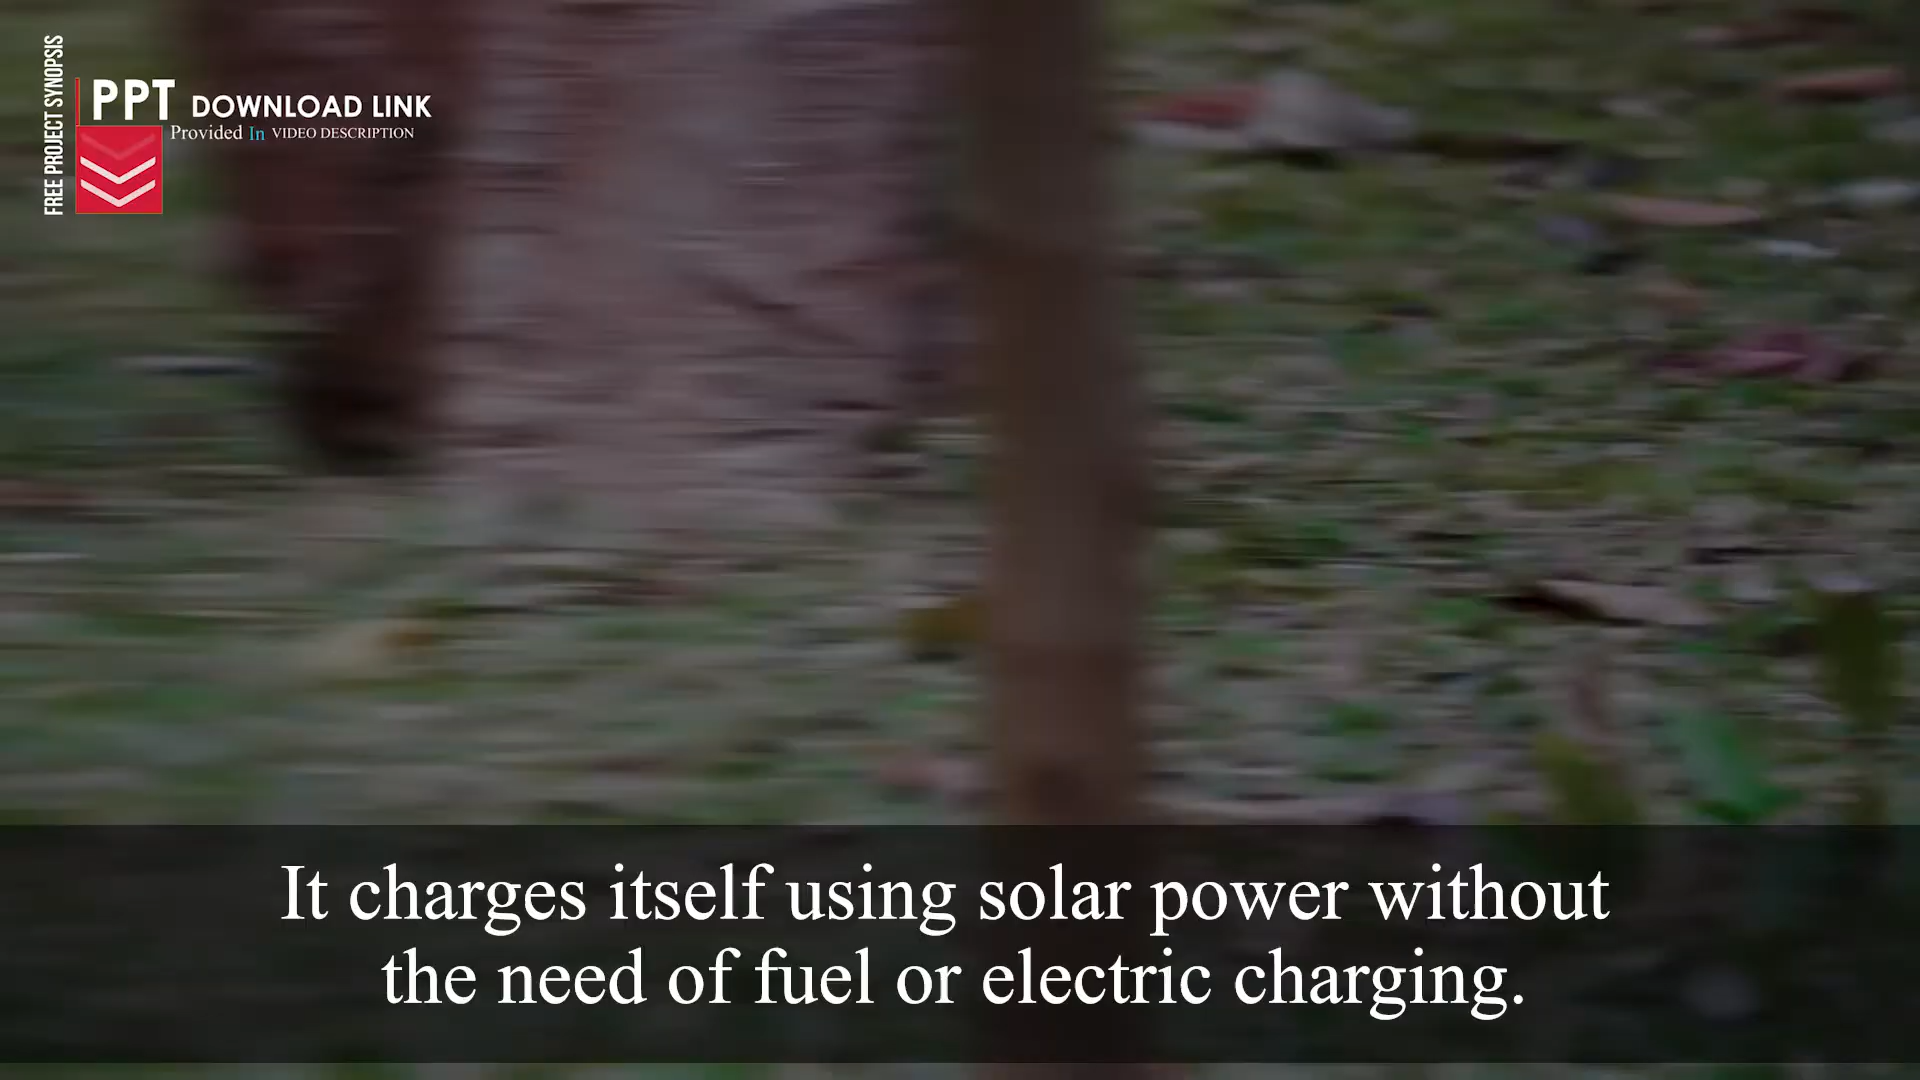 FREE PROJECT SYNOPSIS
PPT DOWNLOAD LINK
Provided In VIDEO DESCRIPTION
It charges itself using solar power without
the need of fuel or electric charging.